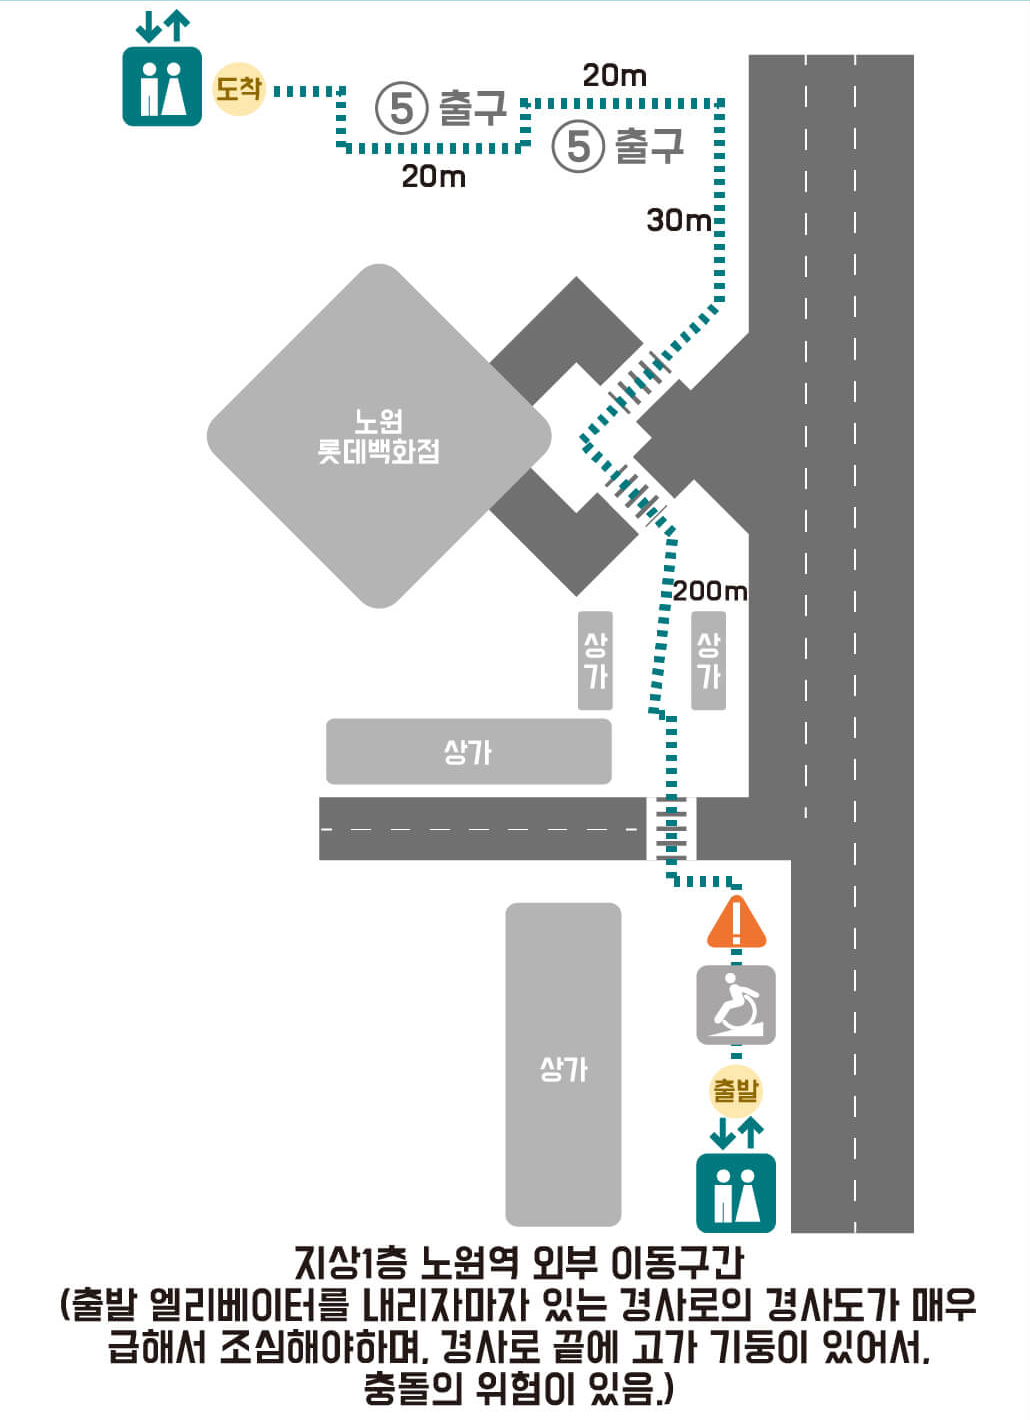 도착
⑤ 출구
20m
20m
⑤ 출구
30m
노원
롯데백화점
200m
상
가
상
가
상가
상가
출발
지상1층 노원역 외부 이동구간
(출발 엘리베이터를 내리자마자 있는 경사로의 경사도가 매우
급해서 조심해야하며, 경사로 끝에 고가 기둥이 있어서,
충돌의 위험이 있음.)